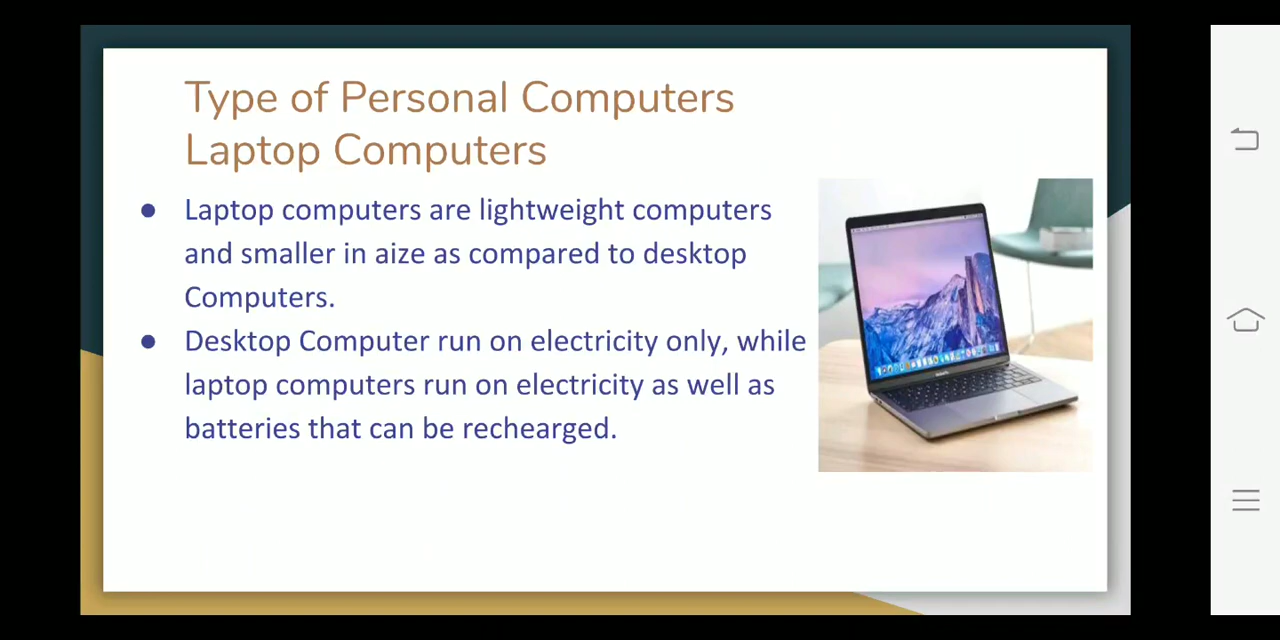 Type of Personal Computers
Laptop Computers
● Laptop computers are lightweight computers
and smaller in aize as compared to desktop
Computers.
● Desktop Computer run on electricity only, while
laptop computers run on electricity as well as
batteries that can be rechearged.